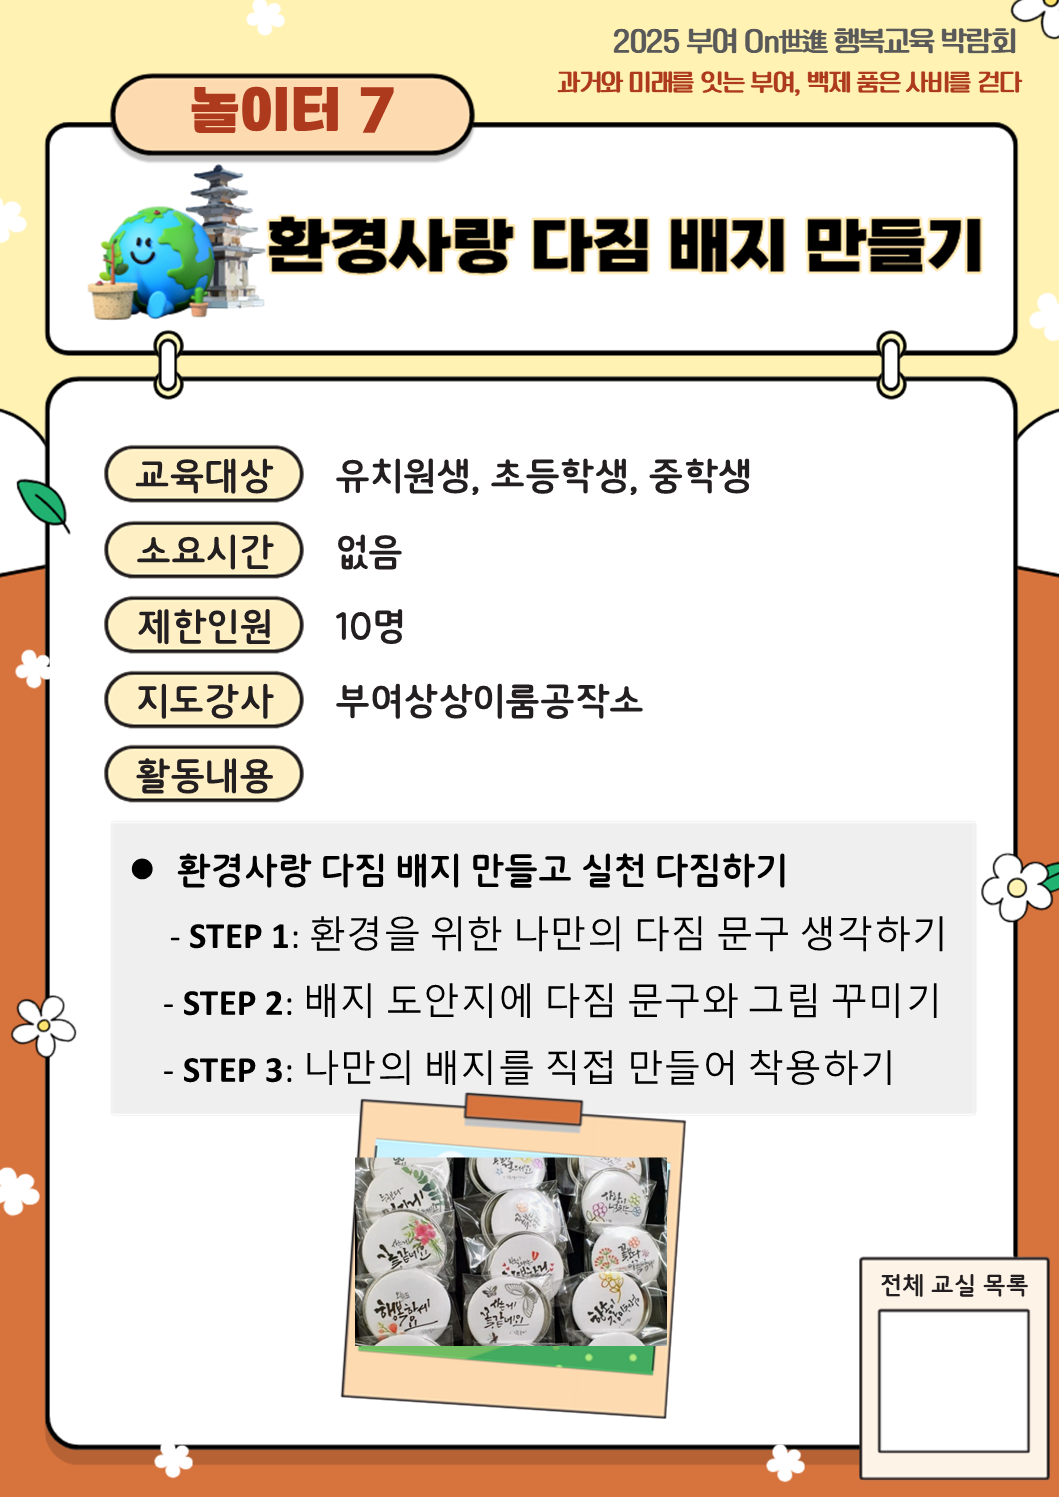 2025 부여 On世進 행복교육 박람회
과거와 미래를 잇는 부여, 백제 품은 사비를 걷다
놀이터 7
환경사랑 다짐 배지 만들기
교육대상 유치원생, 초등학생, 중학생
소요시간 없음
제한인원 10명
지도강사 부여상상이룸공작소
활동내용
● 환경사랑 다짐 배지 만들고 실천 다짐하기
- STEP 1: 환경을 위한 나만의 다짐 문구 생각하기
- STEP 2: 배지 도안지에 다짐 문구와 그림 꾸미기
- STEP 3: 나만의 배지를 직접 만들어 착용하기
전체 교실 목록